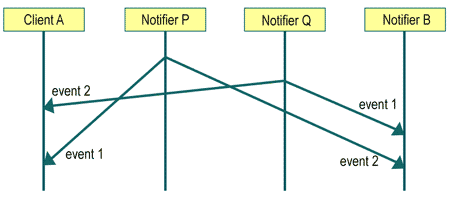 Client A
Notifier P
Notifier Q
Notifier B
event 2
event 1
event 1
event 2